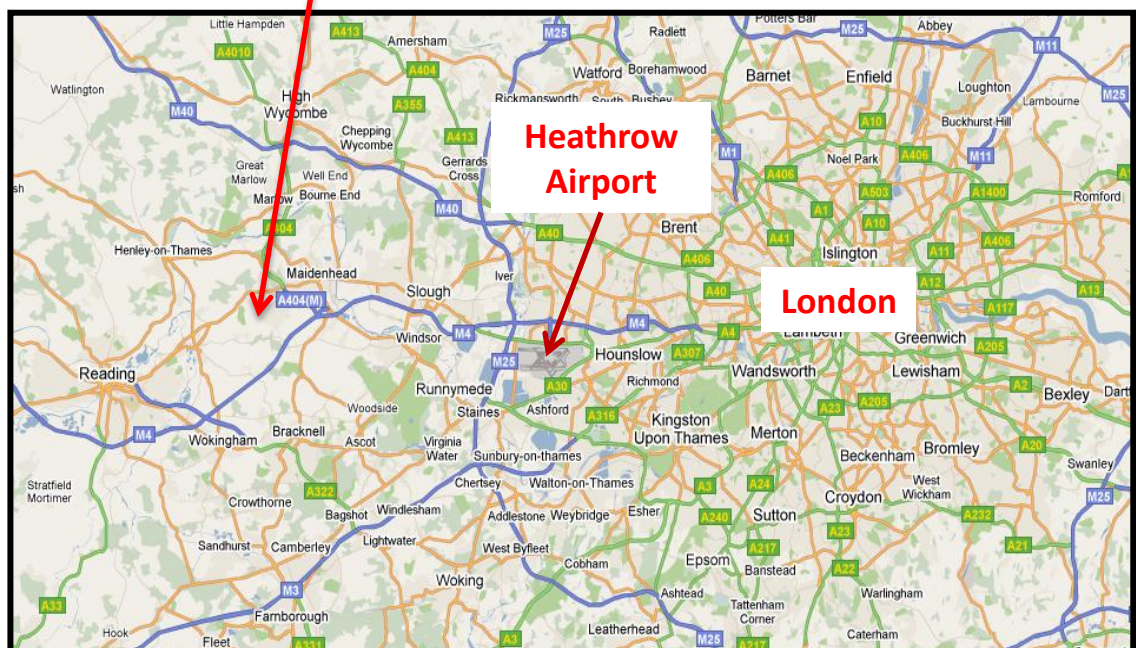 Little Hampden
A413
M25
Radlett
Potters Bar
M25
Abbey
A4010
Amersham
M11
Watford
Borehamwood
Barnet
Enfield
Watlington
A404
Loughton
High
Wycombe
A355
Rickmansworth
South
Bushey
M25
Lambourne
M40
A10
Buckhurst Hill
Chepping
Wycombe
A413
Heathrow
Airport
M1
Noel Park
A406
M11
Great
Marlow
Well End
Gerrards
Cross
A406
A503
A1400
Marlow
Bourne End
M40
A1
A10
Romford
A404
A40
Brent
A41
A406
Henley-on-Thames
A406
Islington
A11
Maidenhead
Iver
Slough
A40
London
A12
A13
A404(M)
A117
Windsor
M4
M4
A4
Lambeth
Greenwich
M25
Hounslow
A307
A205
Reading
Runnymede
A30
Richmond
Wandsworth
Lewisham
A2
Bexley
Dartf
Woodside
Staines
Ashford
A316
Kingston
Upon Thames
A23
A205
M4
Wokingham
Bracknell
Ascot
Virginia
Water
Sunbury-on-thames
Merton
Beckenham
Bromley
A20
Swanley
Stratfield
Mortimer
Crowthorne
A322
Chertsey
Walton-on-Thames
A3
A24
West
Wickham
M25
Bagshot
Windlesham
Addlestone
Weybridge
Esher
A240
Sutton
Croydon
A232
Sandhurst
Camberley
Lightwater
West Byfleet
Cobham
Epsom
A217
Banstead
A23
A22
A21
M3
Woking
Ashtead
Warlingham
A33
Farnborough
Tattenham
Corner
Hook
Fleet
A331
A3
Leatherhead
M25
A217
Caterham